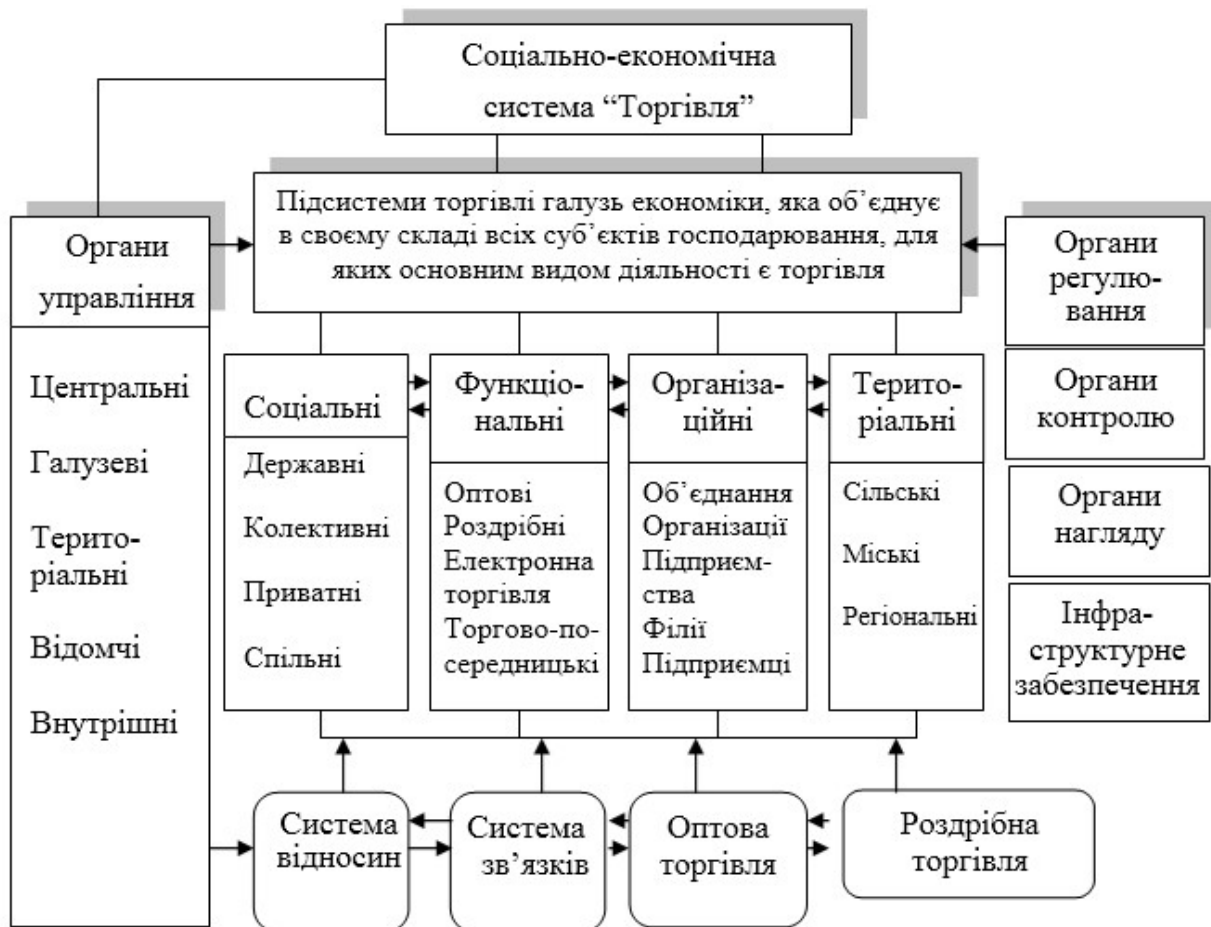 Соціально-економічна
система “Торгівля”
Підсистеми торгівлі галузь економіки, яка об’єднує
в своєму складі всіх суб’єктів господарювання, для
яких основним видом діяльності є торгівля
Органи
управління
Центральні
Галузеві
Терито-
ріальні
Відомчі
Внутрішні
Соціальні
Державні
Колективні
Приватні
Спільні
Функціо-
нальні
Оптові
Роздрібні
Електронна
торгівля
Торгово-по-
середницькі
Організа-
ційні
Об’єднання
Організації
Підприєм-
ства
Філії
Підприємці
Терито-
ріальні
Сільські
Міські
Регіональні
Органи
регулю-
вання
Органи
контролю
Органи
нагляду
Інфра-
структурне
забезпечення
Система
відносин
Система
зв’язків
Оптова
торгівля
Роздрібна
торгівля